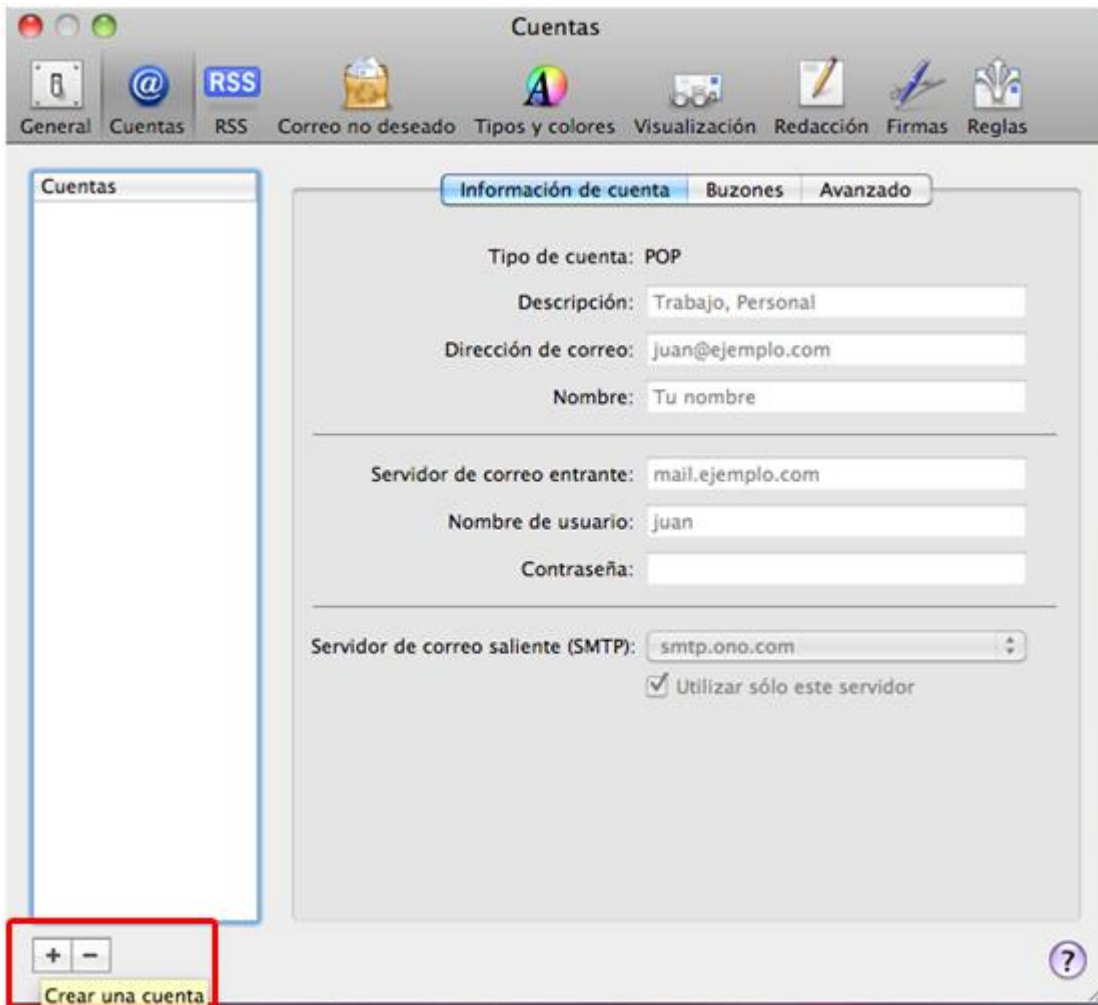 Cuentas
RSS
General Cuentas RSS Correo no deseado Tipos y colores Visualización Redacción Firmas Reglas
Cuentas
Información de cuenta Buzones Avanzado
Tipo de cuenta: POP
Descripción: Trabajo, Personal
Dirección de correo: juan@ejemplo.com
Nombre: Tu nombre
Servidor de correo entrante: mail.ejemplo.com
Nombre de usuario: juan
Contraseña:
Servidor de correo saliente (SMTP): smtp.ono.com
Utilizar sólo este servidor
+ −
?
Crear una cuenta